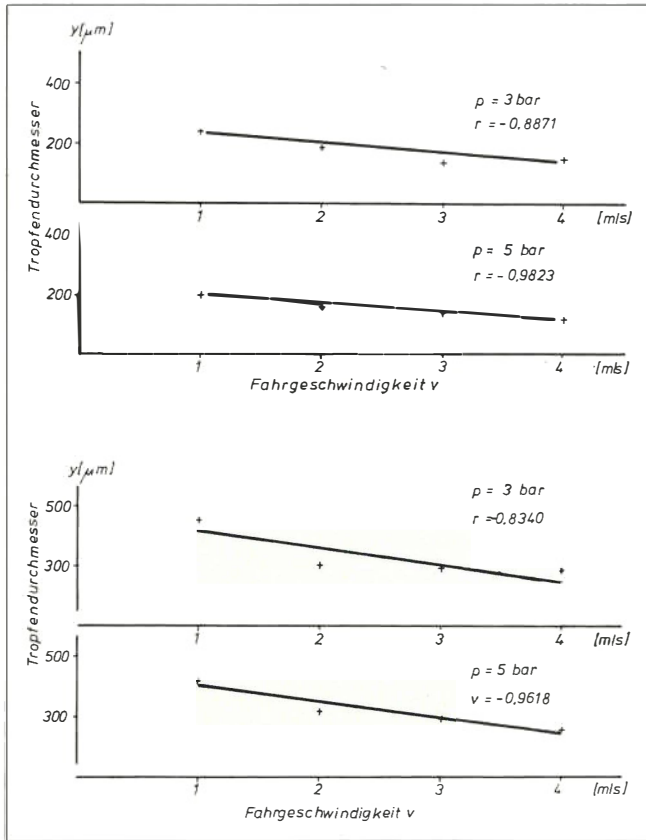 y[μm]
400
200
Tropfendurchmesser
p = 3 bar
r = -0,8871
1 2 3 4 [m/s]
400
200
p = 5 bar
r = -0,9823
1 2 3 4 [m/s]
Fahrgeschwindigkeit v
y[μm]
500
300
Tropfendurchmesser
p = 3 bar
r = -0,8340
1 2 3 4 [m/s]
500
300
p = 5 bar
v = -0,9618
1 2 3 4 [m/s]
Fahrgeschwindigkeit v